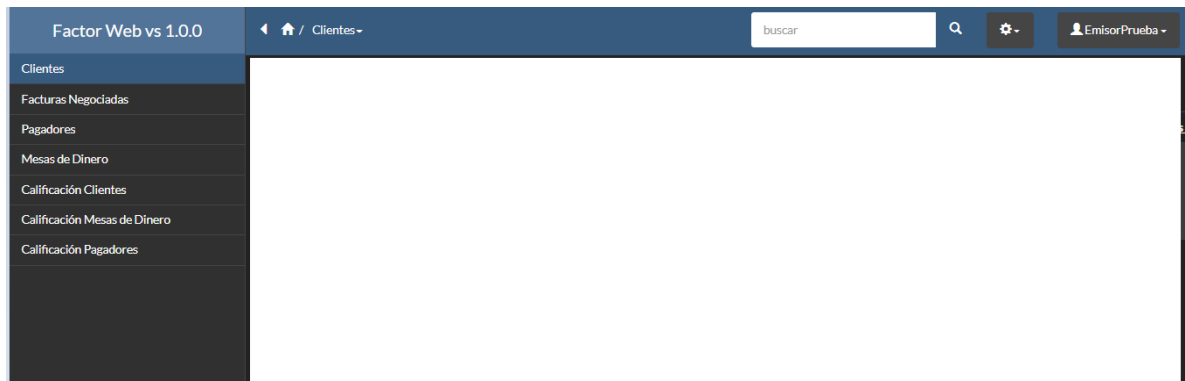 Factor Web vs 1.0.0
/ Clientes
buscar
EmisorPrueba
Clientes
Facturas Negociadas
Pagadores
Mesas de Dinero
Calificación Clientes
Calificación Mesas de Dinero
Calificación Pagadores